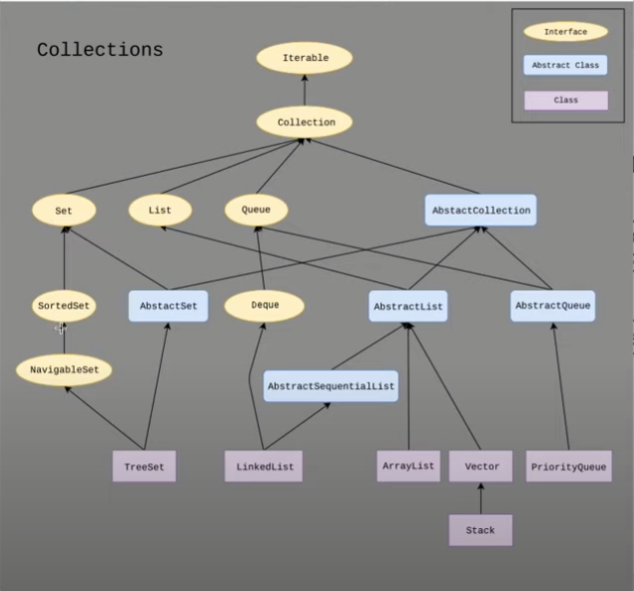 Collections
Interface
Abstract Class
Class
Iterable
Collection
Set
List
Queue
AbstactCollection
SortedSet
AbstactSet
Deque
AbstractList
AbstractQueue
NavigableSet
AbstractSequentialList
TreeSet
LinkedList
ArrayList
Vector
PriorityQueue
Stack